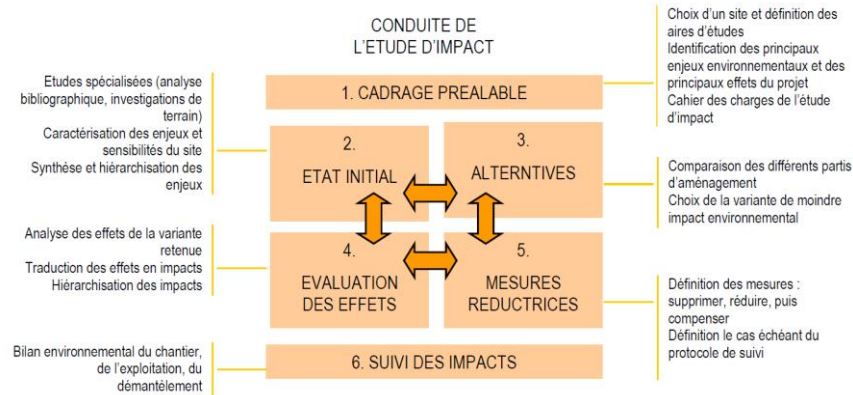 CONDUITE DE
L'ETUDE D'IMPACT
1. CADRAGE PREALABLE
Choix d'un site et définition des
aires d'études
Identification des principaux
enjeux environnementaux et des
principaux effets du projet
Cahier des charges de l'étude
d'impact
Etudes spécialisées (analyse
bibliographique, investigations de
terrain)
Caractérisation des enjeux et
sensibilités du site
Synthèse et hiérarchisation des
enjeux
2.
ETAT INITIAL
3.
ALTERNTIVES
Comparaison des différents partis
d'aménagement
Choix de la variante de moindre
impact environnemental
Analyse des effets de la variante
retenue
Traduction des effets en impacts
Hiérarchisation des impacts
4.
EVALUATION
DES EFFETS
5.
MESURES
REDUCTRICES
Définition des mesures :
supprimer, réduire, puis
compenser
Définition le cas échéant du
protocole de suivi
Bilan environnemental du chantier,
de l'exploitation, du
démantèlement
6. SUIVI DES IMPACTS